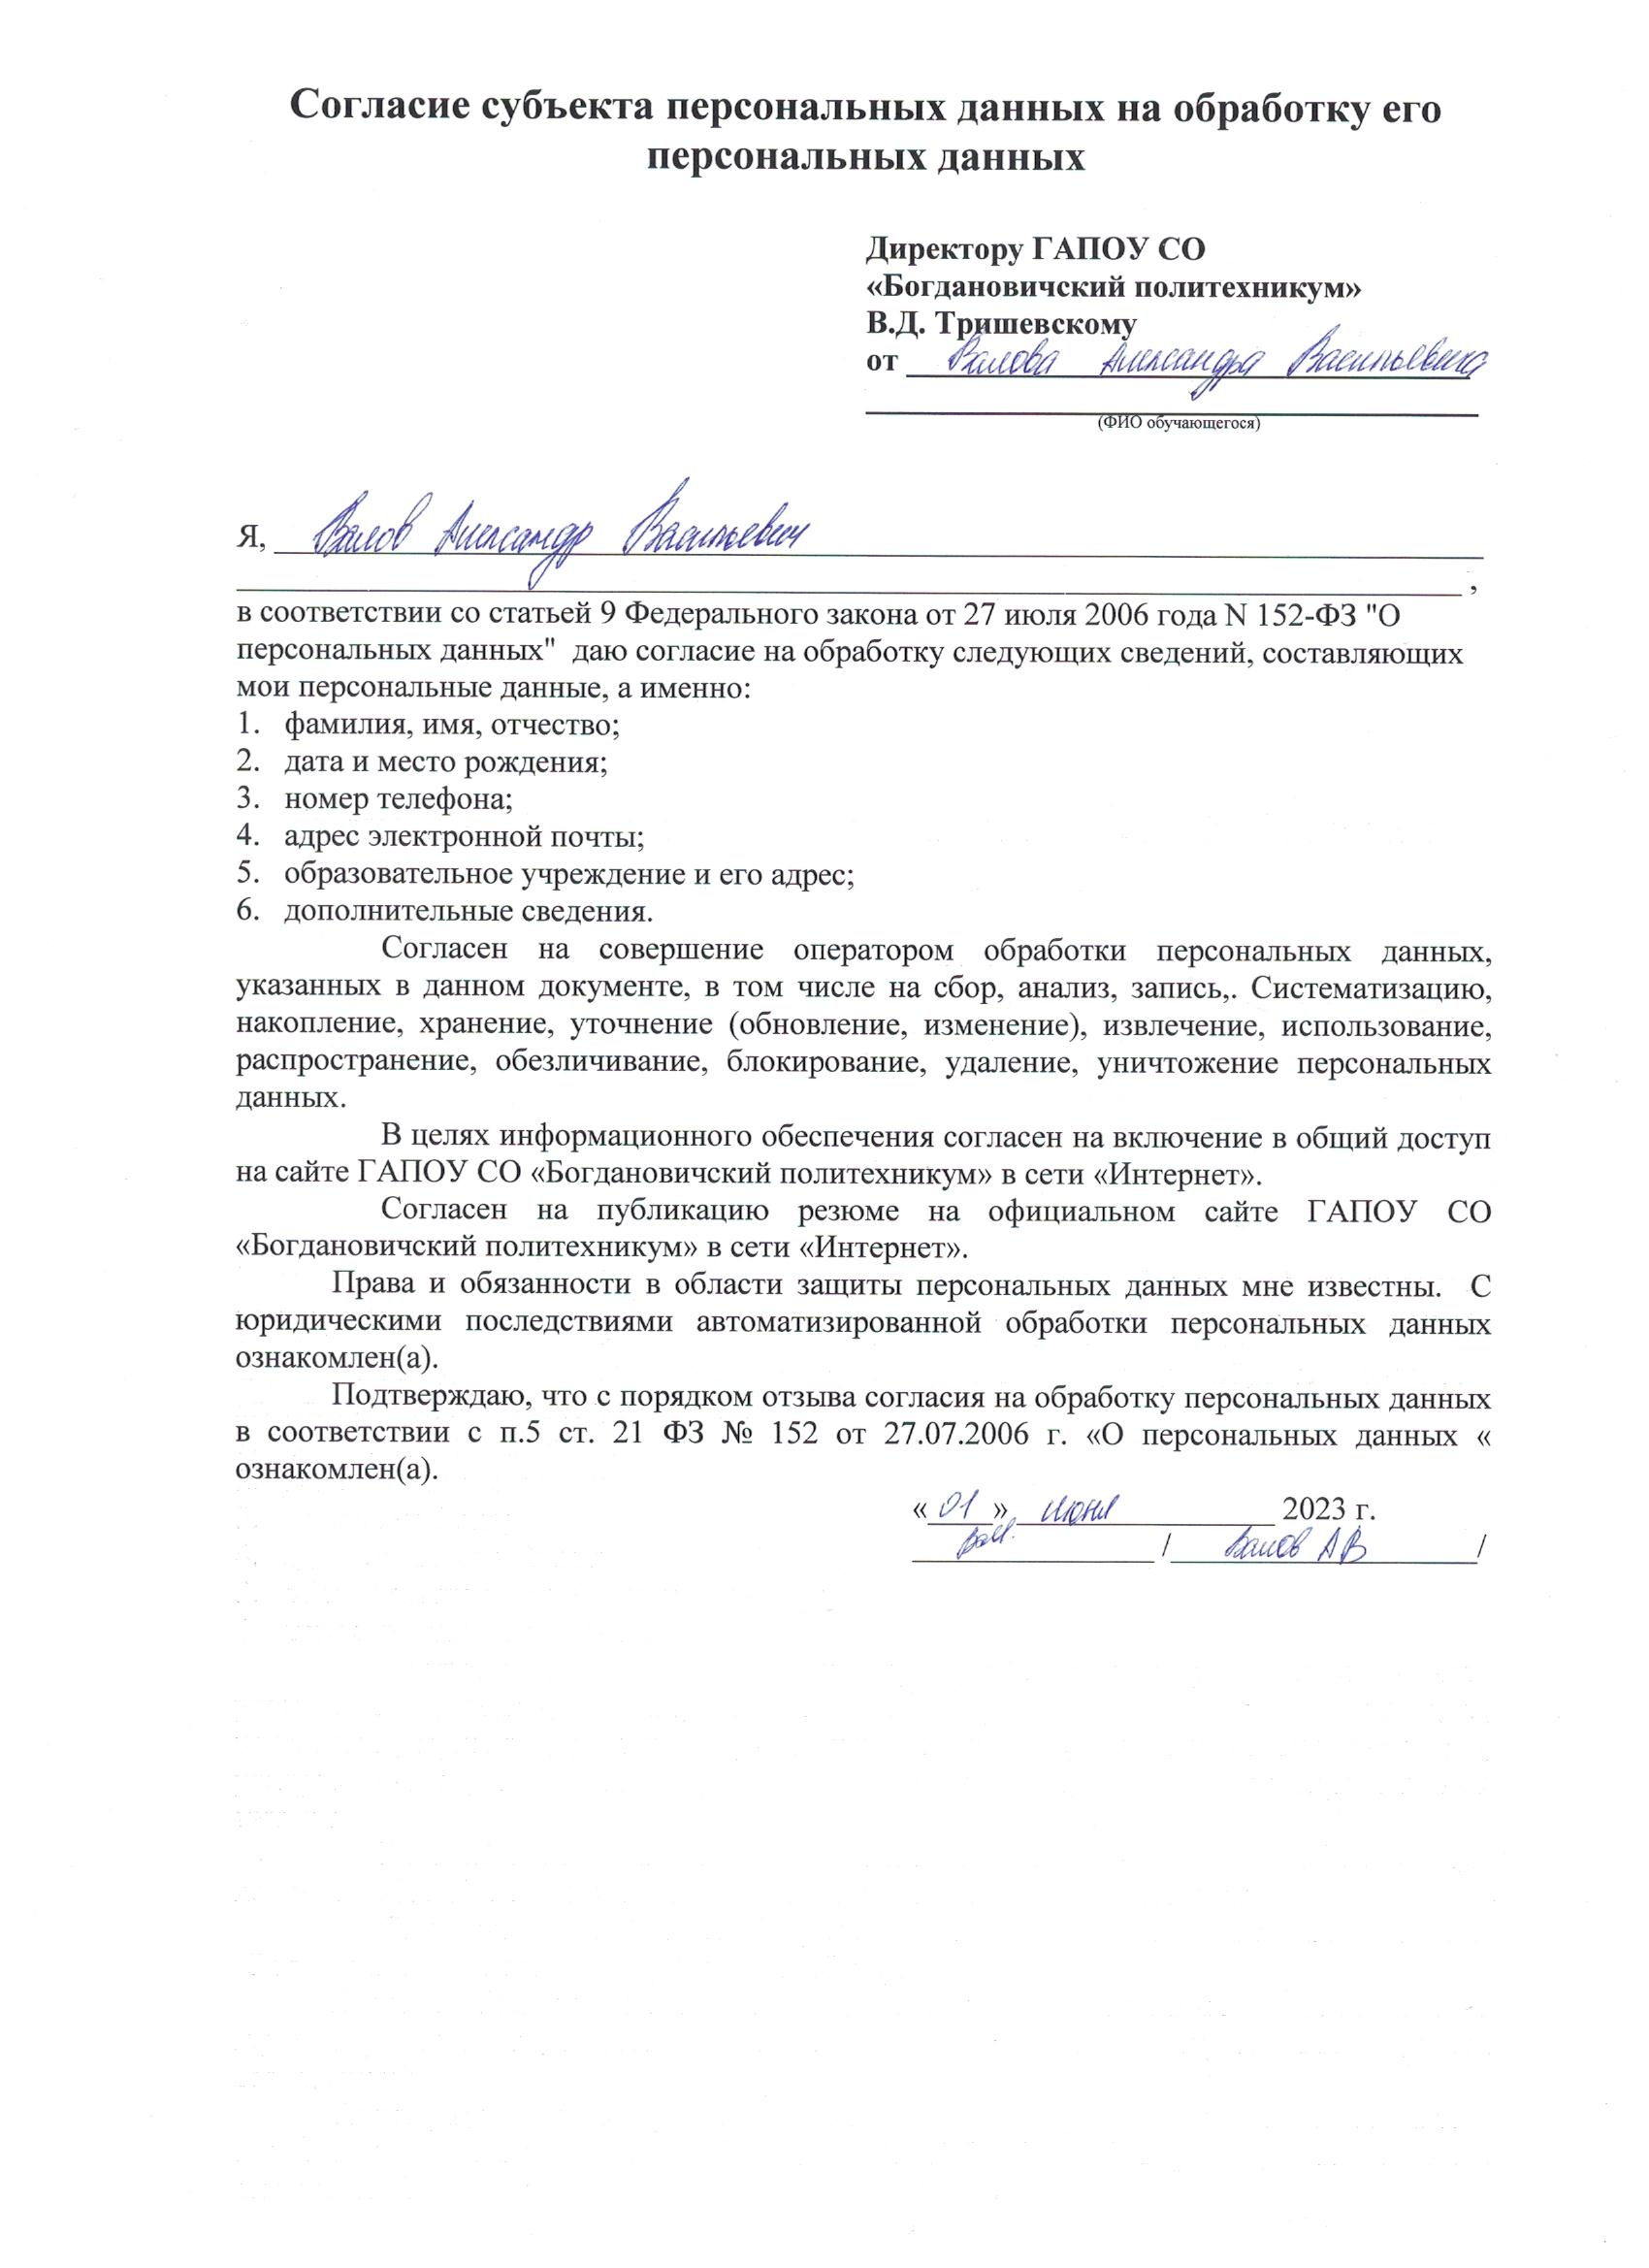 Согласие субъекта персональных данных на обработку его
персональных данных
Директору ГАПОУ СО
«Богдановичский политехникум»
В.Д. Тришевскому
от Валова Александра Васильевича
(ФИО обучающегося)
Я, Валов Александр Васильевич
,
в соответствии со статьей 9 Федерального закона от 27 июля 2006 года N 152-ФЗ "О
персональных данных" даю согласие на обработку следующих сведений, составляющих
мои персональные данные, а именно:
1. фамилия, имя, отчество;
2. дата и место рождения;
3. номер телефона;
4. адрес электронной почты;
5. образовательное учреждение и его адрес;
6. дополнительные сведения.
Согласен на совершение оператором обработки персональных данных,
указанных в данном документе, в том числе на сбор, анализ, запись,. Систематизацию,
накопление, хранение, уточнение (обновление, изменение), извлечение, использование,
распространение, обезличивание, блокирование, удаление, уничтожение персональных
данных.
В целях информационного обеспечения согласен на включение в общий доступ
на сайте ГАПОУ СО «Богдановичский политехникум» в сети «Интернет».
Согласен на публикацию резюме на официальном сайте ГАПОУ СО
«Богдановичский политехникум» в сети «Интернет».
Права и обязанности в области защиты персональных данных мне известны. С
юридическими последствиями автоматизированной обработки персональных данных
ознакомлен(а).
Подтверждаю, что с порядком отзыва согласия на обработку персональных данных
в соответствии с п.5 ст. 21 ФЗ № 152 от 27.07.2006 г. «О персональных данных «
ознакомлен(а).
«01» июня 2023 г.
/ Валов АВ /